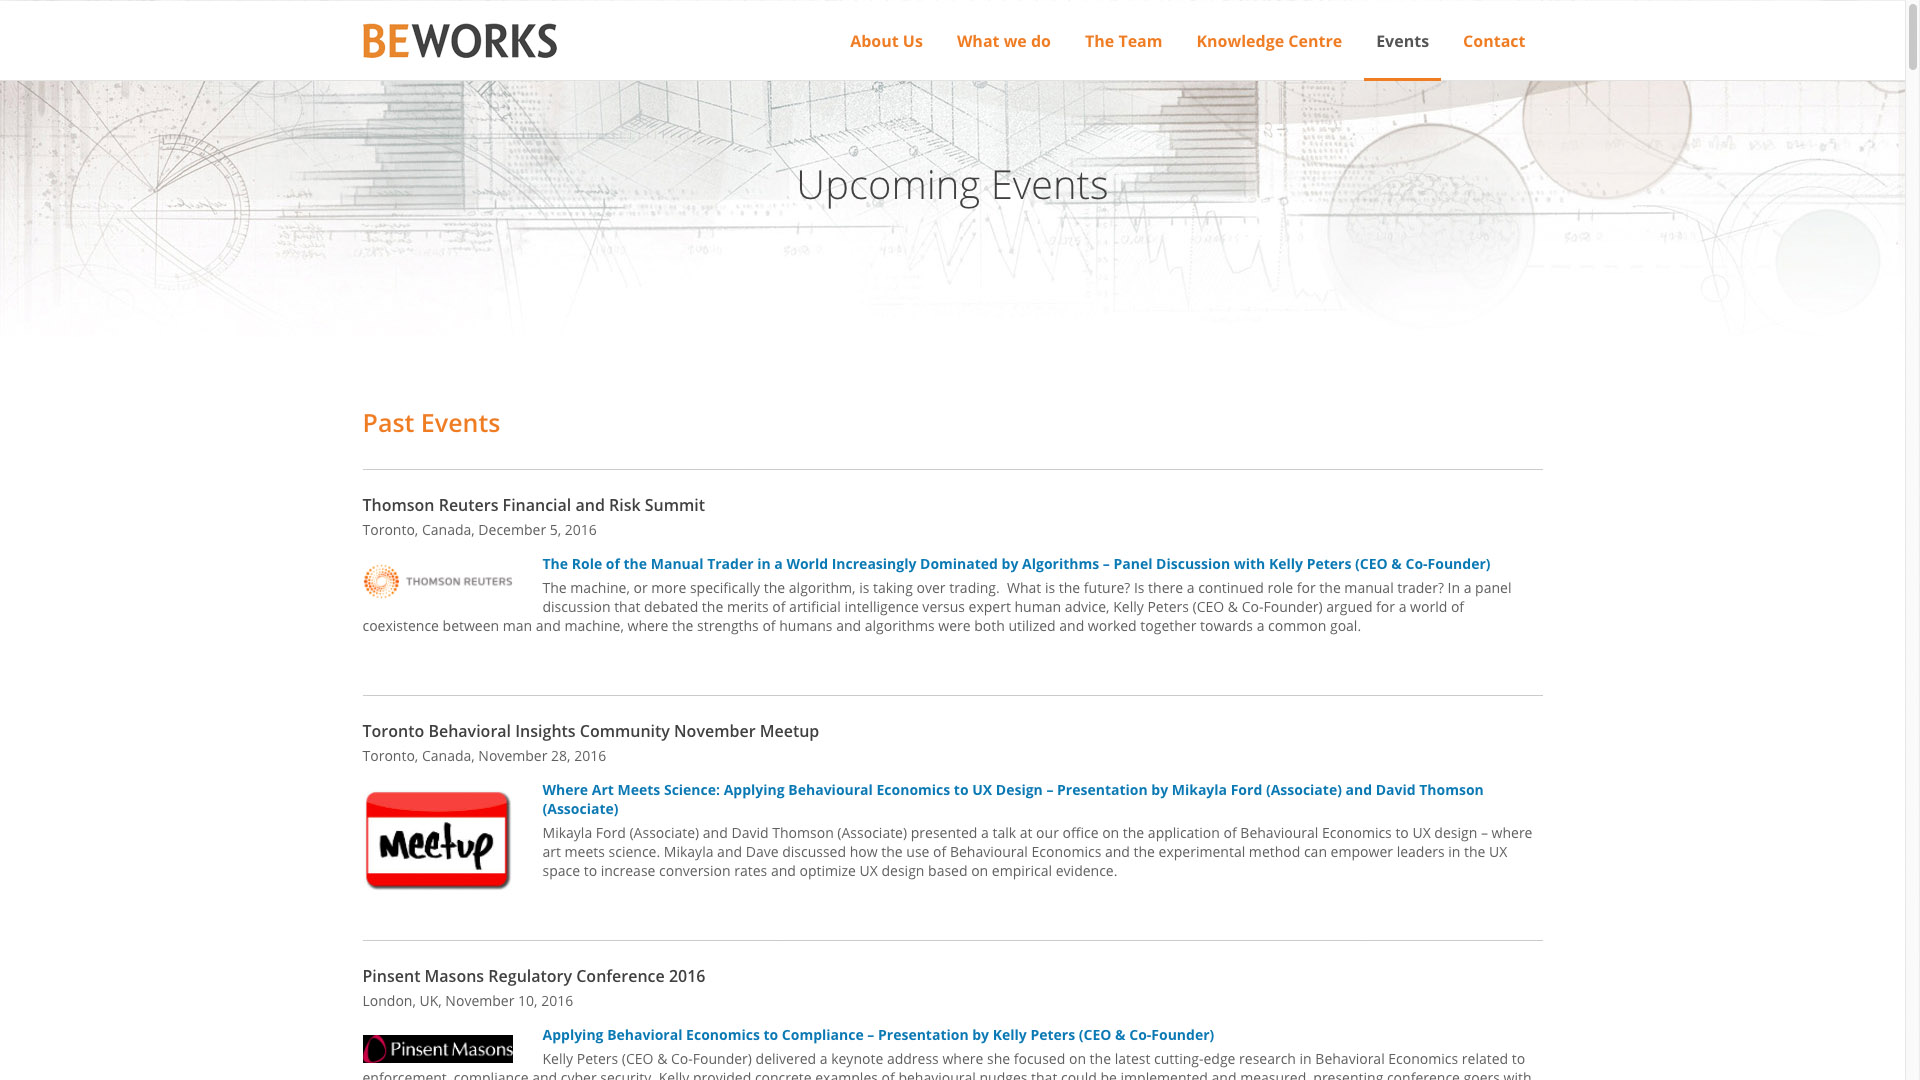 BEWORKS
About Us
What we do
The Team
Knowledge Centre
Events
Contact
Upcoming Events
Past Events
Thomson Reuters Financial and Risk Summit
Toronto, Canada, December 5, 2016
THOMSON REUTERS
The Role of the Manual Trader in a World Increasingly Dominated by Algorithms – Panel Discussion with Kelly Peters (CEO & Co-Founder)
The machine, or more specifically the algorithm, is taking over trading.  What is the future? Is there a continued role for the manual trader? In a panel
discussion that debated the merits of artificial intelligence versus expert human advice, Kelly Peters (CEO & Co-Founder) argued for a world of
coexistence between man and machine, where the strengths of humans and algorithms were both utilized and worked together towards a common goal.
Toronto Behavioral Insights Community November Meetup
Toronto, Canada, November 28, 2016
Meetup
Where Art Meets Science: Applying Behavioural Economics to UX Design – Presentation by Mikayla Ford (Associate) and David Thomson
(Associate)
Mikayla Ford (Associate) and David Thomson (Associate) presented a talk at our office on the application of Behavioural Economics to UX design – where
art meets science. Mikayla and Dave discussed how the use of Behavioural Economics and the experimental method can empower leaders in the UX
space to increase conversion rates and optimize UX design based on empirical evidence.
Pinsent Masons Regulatory Conference 2016
London, UK, November 10, 2016
Pinsent Masons
Applying Behavioral Economics to Compliance – Presentation by Kelly Peters (CEO & Co-Founder)
Kelly Peters (CEO & Co-Founder) delivered a keynote address where she focused on the latest cutting-edge research in Behavioral Economics related to
enforcement, compliance and cyber security. Kelly provided concrete examples of behavioural nudges that could be implemented and measured, presenting conference goers with